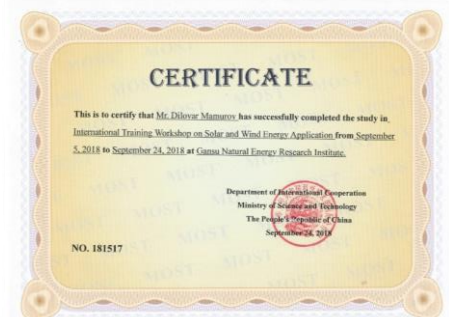 CERTIFICATE
This is to certify that Mr. Dilovar Mamurov has successfully completed the study in
International Training Workshop on Solar and Wind Energy Application from September
5, 2018 to September 24, 2018 at Gansu Natural Energy Research Institute.
Department of International Cooperation
Ministry of Science and Technology
The People's Republic of China
September 24, 2018
NO. 181517